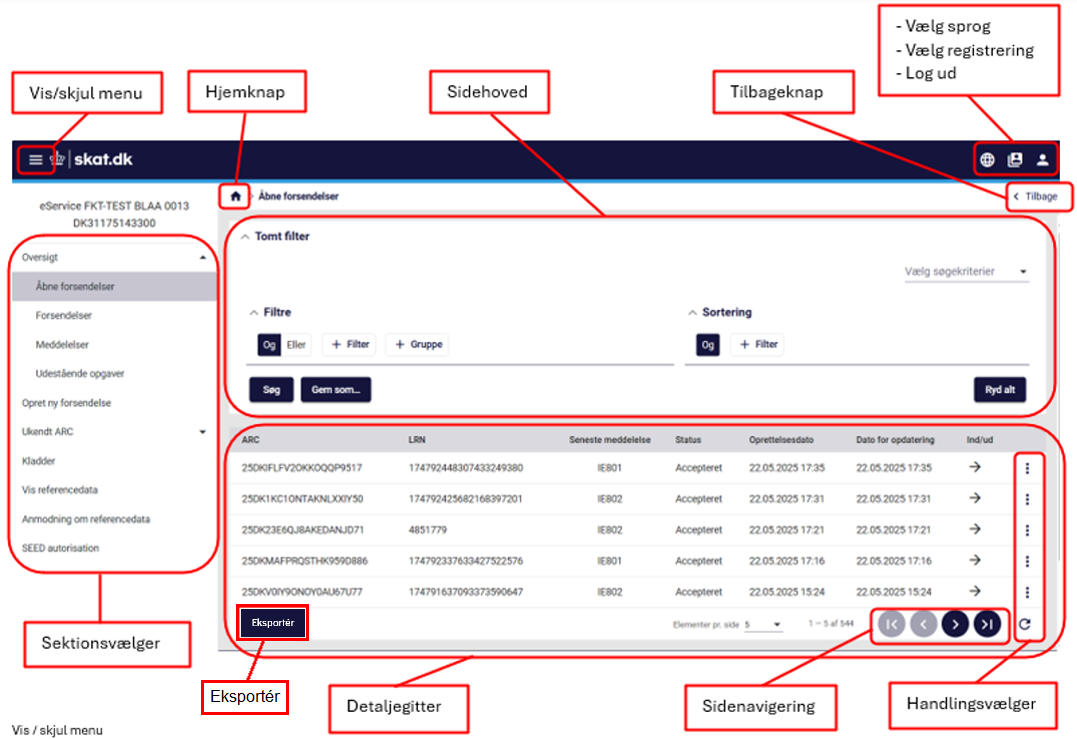 - Vælg sprog
- Vælg registrering
- Log ud
Vis/skjul menu
Hjemknap
Sidehoved
Tilbageknap
skat.dk
eService FKT-TEST BLAA 0013
DK31175143300
Åbne forsendelser
Tilbage
Oversigt
Åbne forsendelser
Forsendelser
Meddelelser
Udestående opgaver
Opret ny forsendelse
Ukendt ARC
Kladder
Vis referencedata
Anmodning om referencedata
SEED autorisation
Tomt filter
Vælg søgekriterier
Filtre
Sortering
Og Eller + Filter + Gruppe
Og + Filter
Søg Gem som... Ryd alt
ARC LRN Seneste meddelelse Status Oprettelsesdato Dato for opdatering Ind/ud
25DKIFLFV2OKKOQQP9517 174792448307433249380 IE801 Accepteret 22.05.2025 17:35 22.05.2025 17:35
25DK1KC1ONTAKNLXXIY50 174792425682168397201 IE802 Accepteret 22.05.2025 17:31 22.05.2025 17:31
25DK23E6QJ8AKEDANJD71 4851779 IE802 Accepteret 22.05.2025 17:21 22.05.2025 17:21
25DKMAFPRQSTHK959D886 174792337633427522576 IE801 Accepteret 22.05.2025 17:16 22.05.2025 17:16
25DKV0IY9ONOY0AU67U77 174791637093373590647 IE802 Accepteret 22.05.2025 15:24 22.05.2025 15:24
Eksportér
Elementer pr. side 5 1 – 5 af 544
Sektionsvælger
Eksportér
Detaljegitter
Sidenavigering
Handlingsvælger
Vis / skjul menu